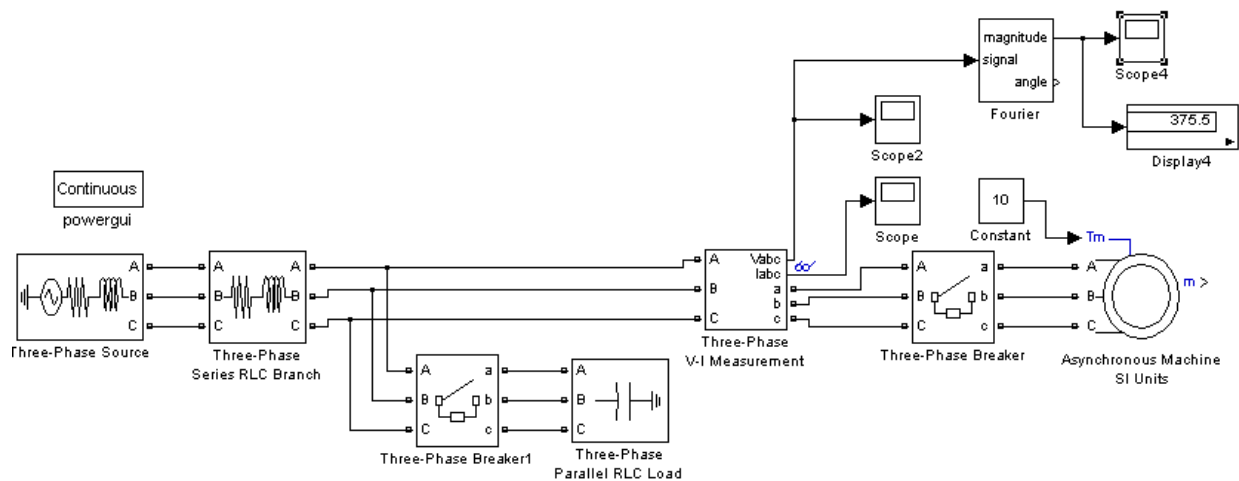 magnitude
signal
angle
Fourier
Scope4
375.5
Display4
Scope2
Continuous
powergui
Scope
10
Constant
Tm
A
B
C
Three-Phase Source
A
B
C
A
B
C
Three-Phase
Series RLC Branch
A
B
C
Vabc
Iabc
a
b
c
Three-Phase
V-I Measurement
A
B
C
a
b
c
Three-Phase Breaker
A
B
C
m
Asynchronous Machine
SI Units
A
B
C
a
b
c
Three-Phase Breaker1
A
B
C
Three-Phase
Parallel RLC Load